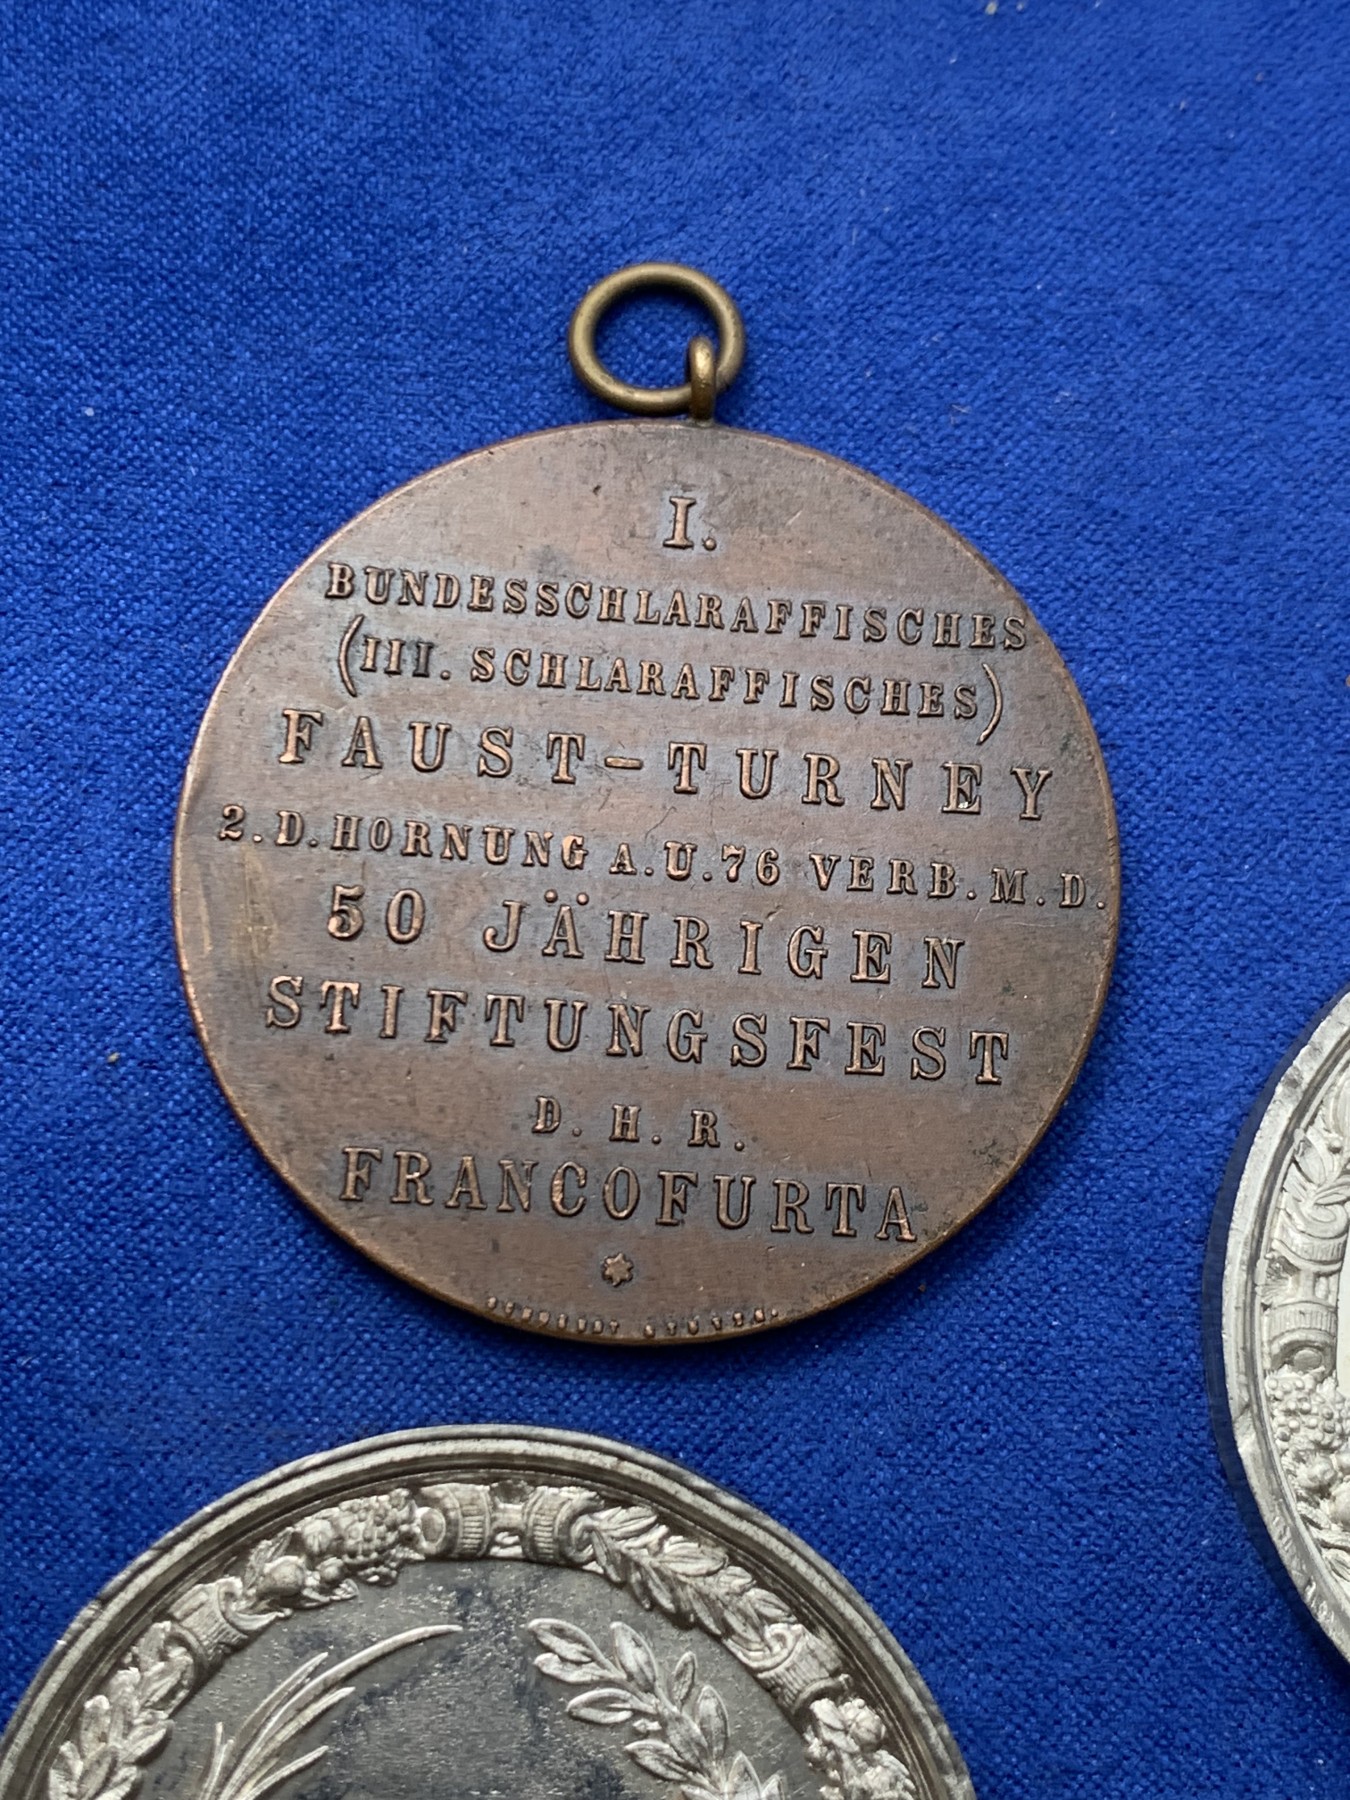 I.
BUNDESSCHLARAFFISCHES
(III. SCHLARAFFISCHES)
FAUST-TURNEY
2.D.HORNUNG A.U.76 VERB.M.D.
50 JÄHRIGEN
STIFTUNGSFEST
D.H.R.
FRANCOFURTA